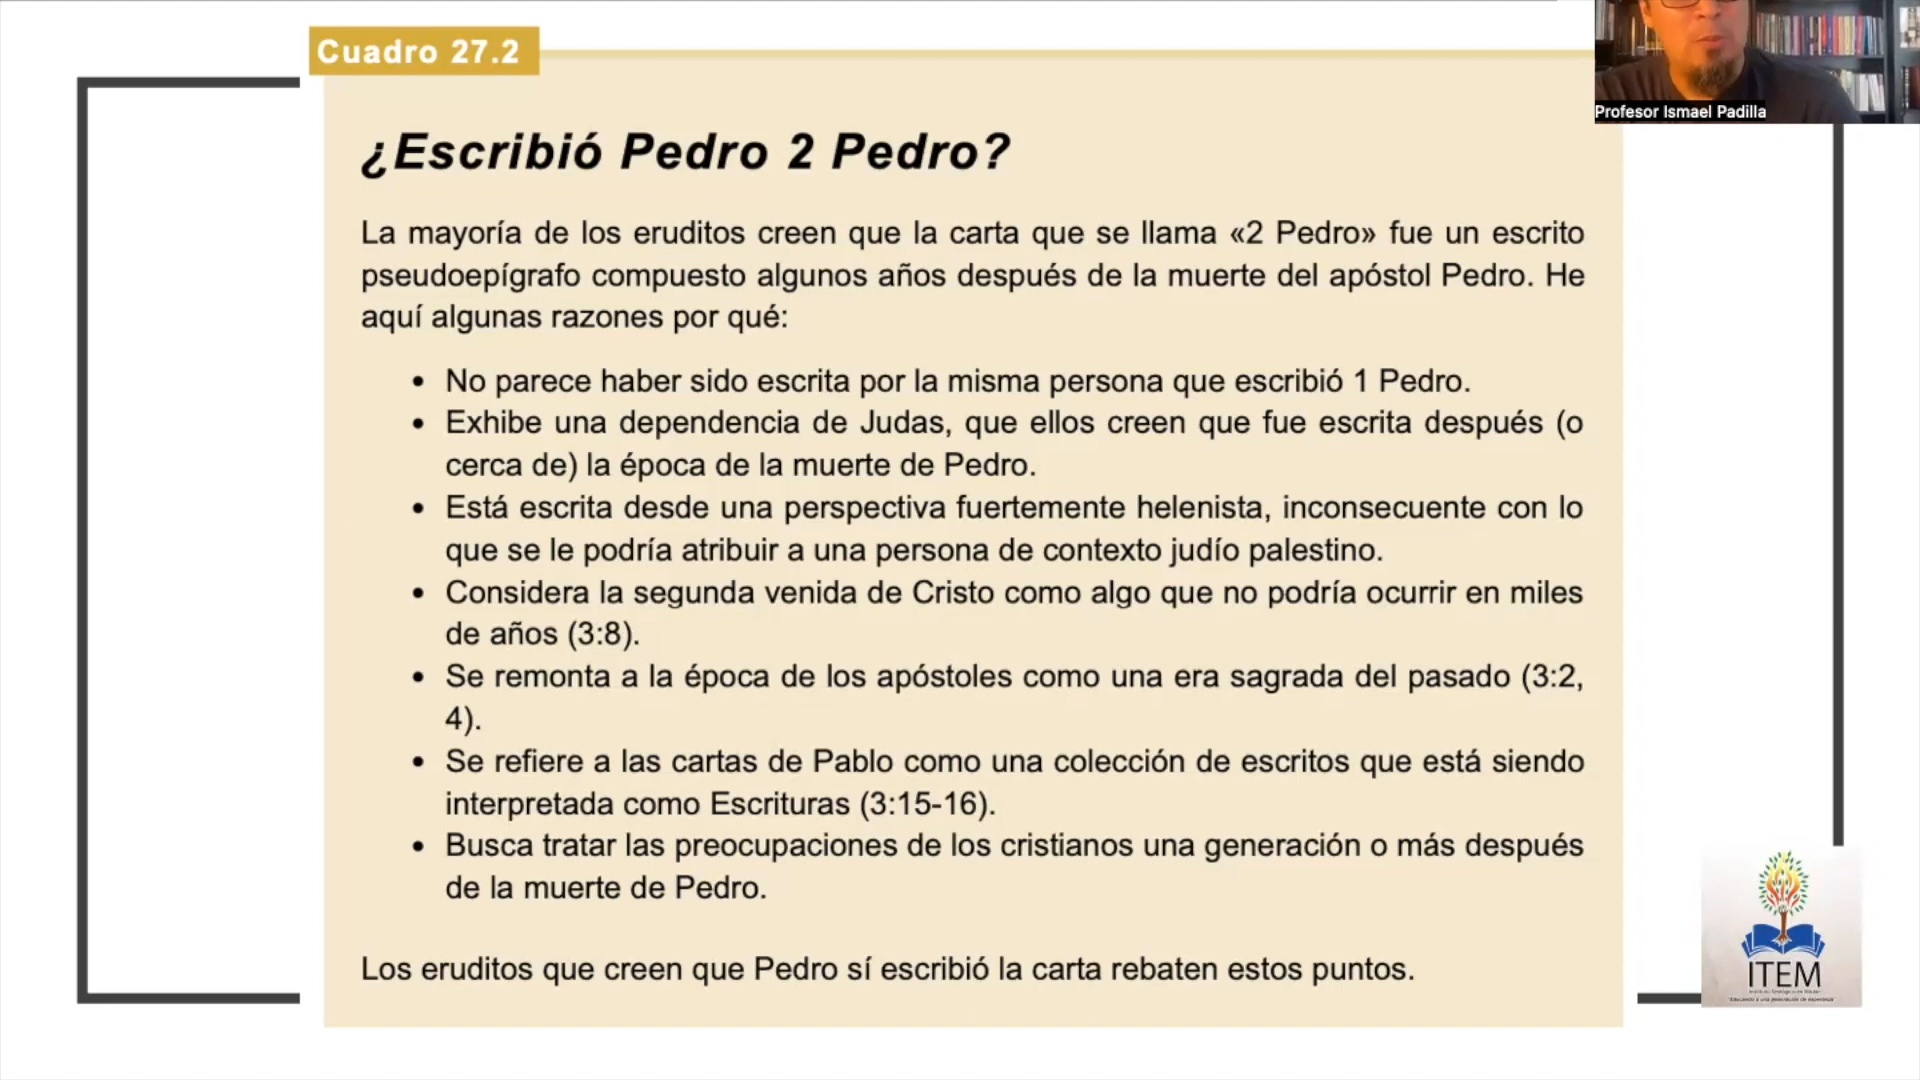 Cuadro 27.2
Profesor Ismael Padilla
¿Escribió Pedro 2 Pedro?
La mayoría de los eruditos creen que la carta que se llama «2 Pedro» fue un escrito
pseudoepígrafo compuesto algunos años después de la muerte del apóstol Pedro. He
aquí algunas razones por qué:
• No parece haber sido escrita por la misma persona que escribió 1 Pedro.
• Exhibe una dependencia de Judas, que ellos creen que fue escrita después (o
cerca de) la época de la muerte de Pedro.
• Está escrita desde una perspectiva fuertemente helenista, inconsecuente con lo
que se le podría atribuir a una persona de contexto judío palestino.
• Considera la segunda venida de Cristo como algo que no podría ocurrir en miles
de años (3:8).
• Se remonta a la época de los apóstoles como una era sagrada del pasado (3:2,
4).
• Se refiere a las cartas de Pablo como una colección de escritos que está siendo
interpretada como Escrituras (3:15-16).
• Busca tratar las preocupaciones de los cristianos una generación o más después
de la muerte de Pedro.
Los eruditos que creen que Pedro sí escribió la carta rebaten estos puntos.
ITEM